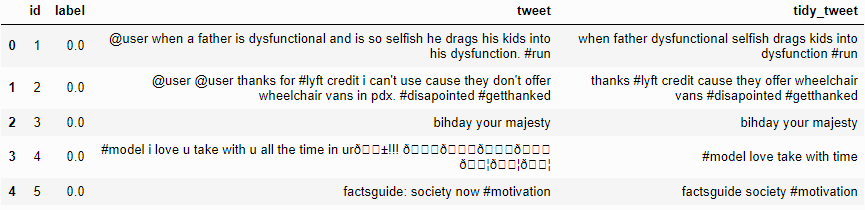 id label tweet tidy_tweet
0 1 0.0 @user when a father is dysfunctional and is so selfish he drags his kids into his dysfunction. #run when father dysfunctional selfish drags kids into dysfunction #run
1 2 0.0 @user @user thanks for #lyft credit i can't use cause they don't offer wheelchair vans in pdx. #disapointed #getthanked thanks #lyft credit cause they offer wheelchair vans #disapointed #getthanked
2 3 0.0 bihday your majesty bihday your majesty
3 4 0.0 #model i love u take with u all the time in urð□□±!!! ð□□□ð□□□ð□□□ð□□□ ð□□¦ð□□¦ð□□¦ #model love take with time
4 5 0.0 factsguide: society now #motivation factsguide society #motivation